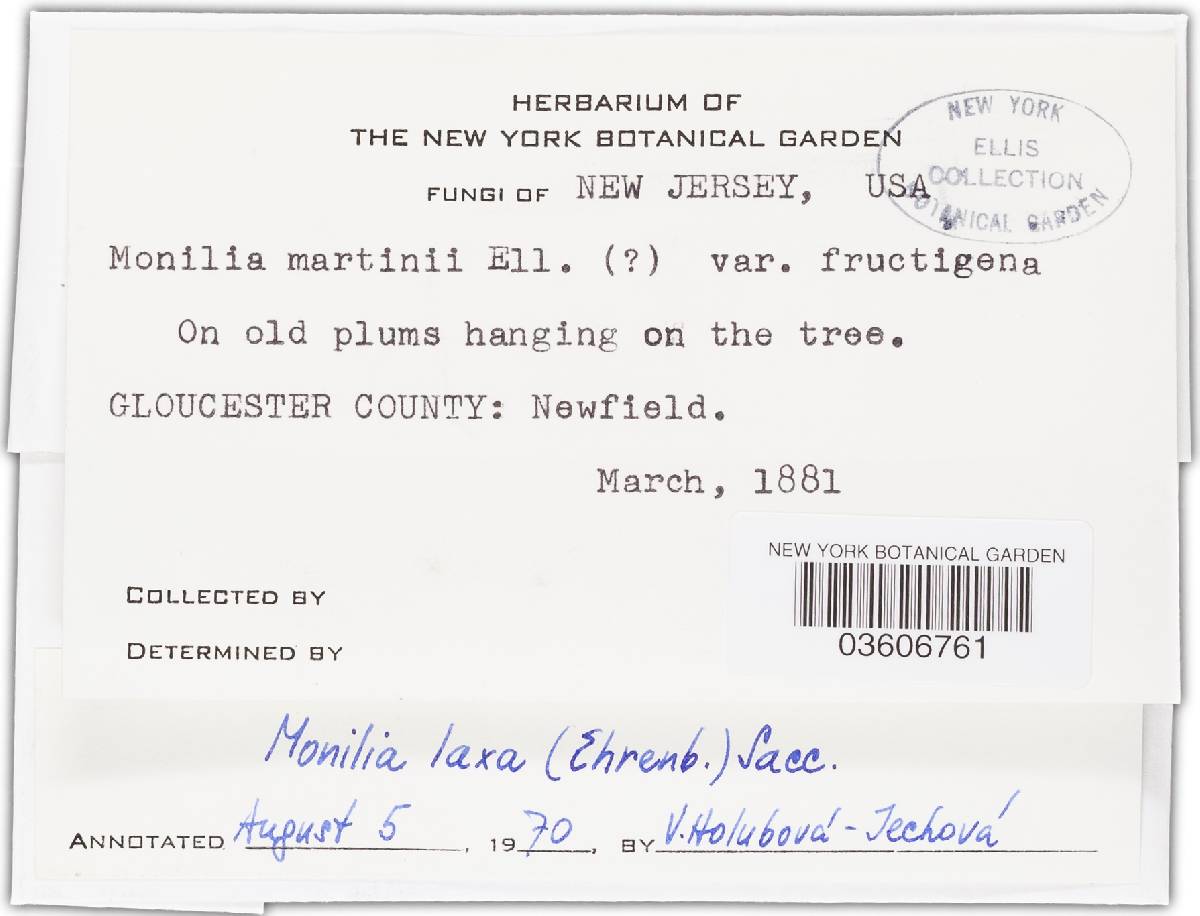 HERBARIUM OF
THE NEW YORK BOTANICAL GARDEN
NEW YORK
ELLIS
COLLECTION
BOTANICAL GARDEN
FUNGI OF NEW JERSEY, USA
Monilia martinii Ell. (?) var. fructigena
On old plums hanging on the tree.
GLOUCESTER COUNTY: Newfield.
March, 1881
NEW YORK BOTANICAL GARDEN
03606761
COLLECTED BY
DETERMINED BY
Monilia laxa (Ehrenb.) Sacc.
ANNOTATED August 5, 1970, BY V. Holubová-Jechová